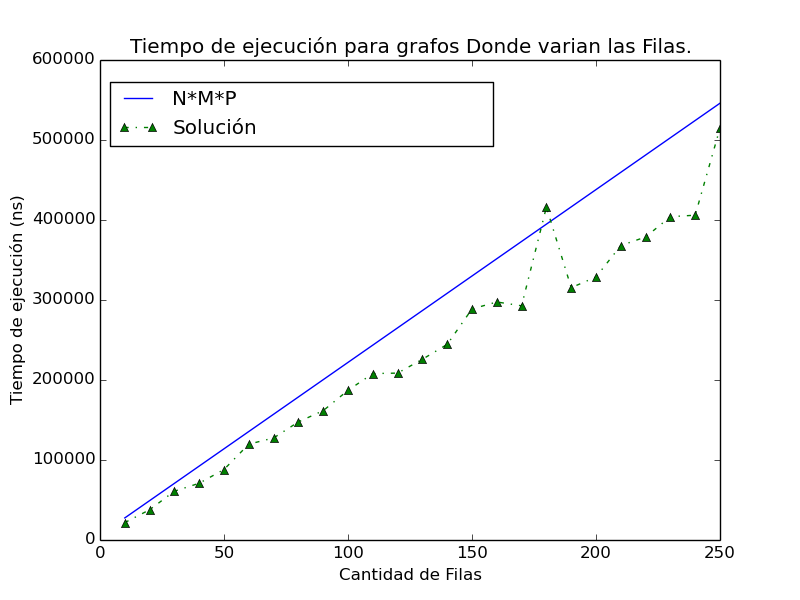 Tiempo de ejecución para grafos Donde varian las Filas.
N*M*P
Solución
600000
500000
400000
300000
200000
100000
0
Tiempo de ejecución (ns)
0 50 100 150 200 250
Cantidad de Filas